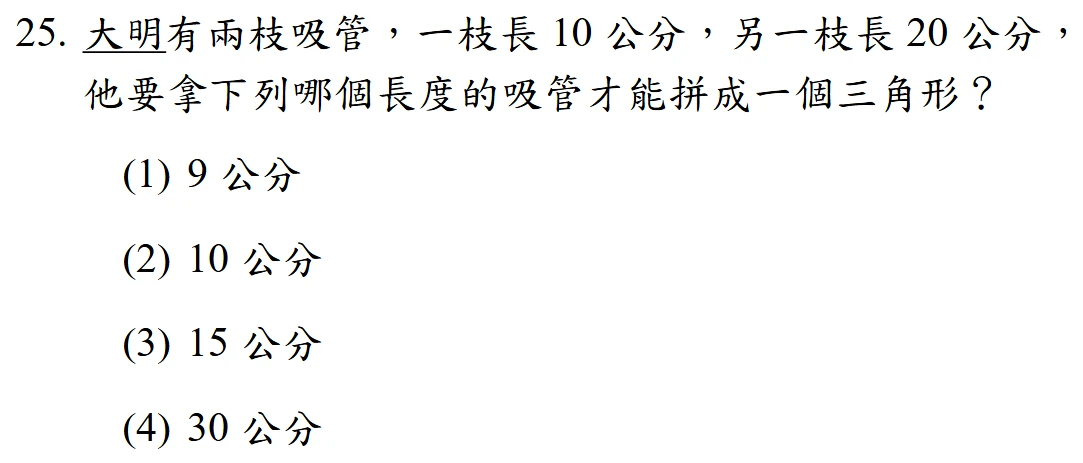 25. 大明有兩枝吸管，一枝長 10 公分，另一枝長 20 公分，
他要拿下列哪個長度的吸管才能拼成一個三角形？
(1) 9 公分
(2) 10 公分
(3) 15 公分
(4) 30 公分